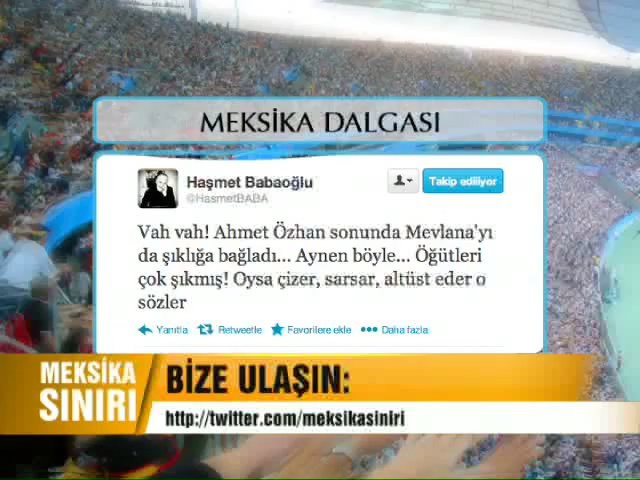 MEKSİKA DALGASI
Haşmet Babaoğlu
@HasmetBABA
Takip ediliyor
Vah vah! Ahmet Özhan sonunda Mevlana'yı
da şıklığa bağladı... Aynen böyle... Öğütleri
çok şıkmış! Oysa çizer, sarsar, altüst eder o
sözler
Yanıtla
Retweetle
Favorilere ekle
Daha fazla
MEKSİKA
SINIRI
BİZE ULAŞIN:
http://twitter.com/meksikasiniri